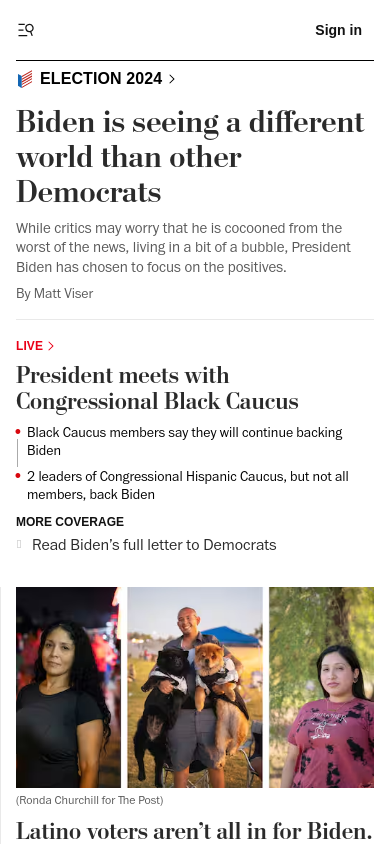 Sign in
ELECTION 2024
Biden is seeing a different
world than other
Democrats
While critics may worry that he is cocooned from the
worst of the news, living in a bit of a bubble, President
Biden has chosen to focus on the positives.
By Matt Viser
LIVE
President meets with
Congressional Black Caucus
Black Caucus members say they will continue backing
Biden
2 leaders of Congressional Hispanic Caucus, but not all
members, back Biden
MORE COVERAGE
Read Biden’s full letter to Democrats
(Ronda Churchill for The Post)
Latino voters aren’t all in for Biden.